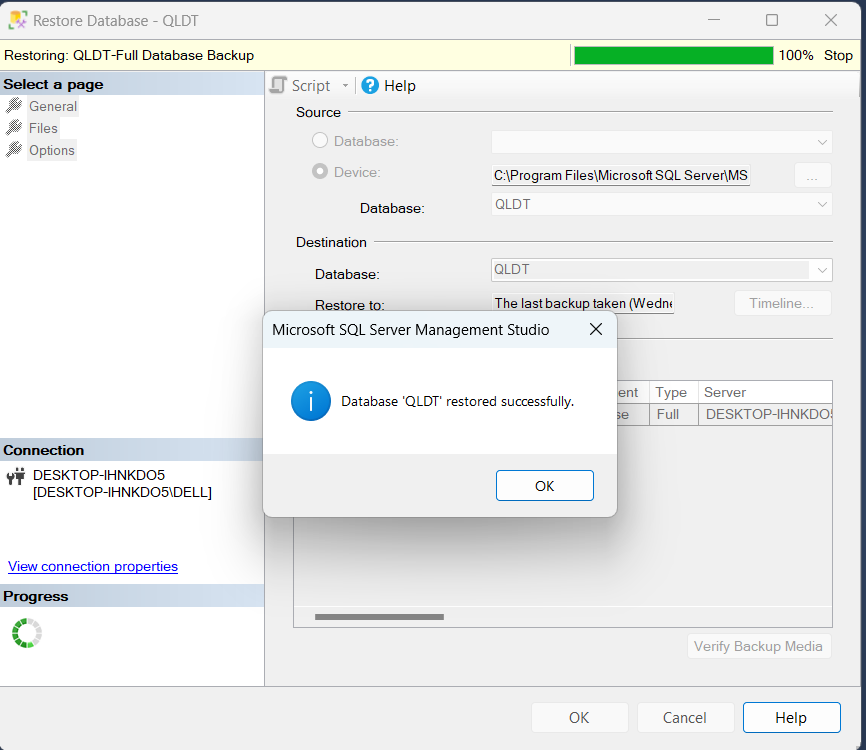 Restore Database - QLDT
Restoring: QLDT-Full Database Backup 100% Stop
Select a page
General
Files
Options
Script Help
Source
Database:
Device: C:\Program Files\Microsoft SQL Server\MS ...
Database: QLDT
Destination
Database: QLDT
Restore to: The last backup taken (Wedne Timeline...
Microsoft SQL Server Management Studio
Database 'QLDT' restored successfully.
OK
ent Type Server
se Full DESKTOP-IHNKDO5
Connection
DESKTOP-IHNKDO5
[DESKTOP-IHNKDO5\DELL]
View connection properties
Progress
Verify Backup Media
OK Cancel Help